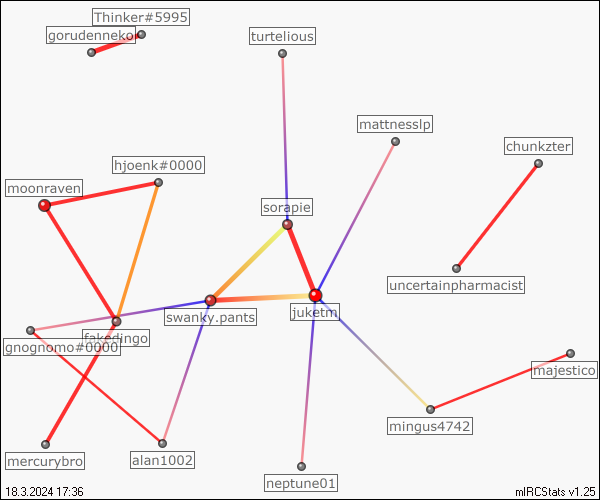 Thinker#5995
gorudenneko
turtelious
mattnesslp
chunkzter
hjoenk#0000
moonraven
sorapie
uncertainpharmacist
swanky.pants
juketm
fakedingo
gnognomo#0000
majestico
mingus4742
mercurybro
alan1002
neptune01
18.3.2024 17:36
mIRCStats v1.25